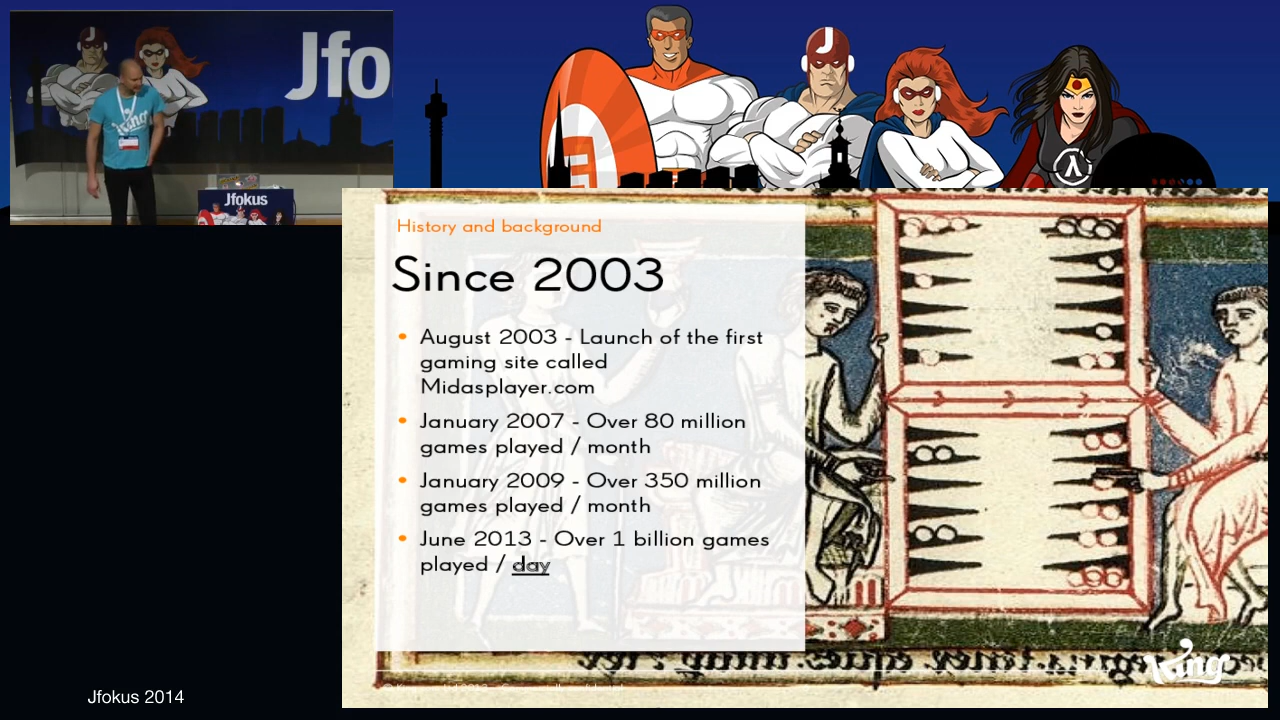 Jfo
King
Jfokus
J
λ
History and background
Since 2003
• August 2003 - Launch of the first
gaming site called
Midasplayer.com
• January 2007 - Over 80 million
games played / month
• January 2009 - Over 350 million
games played / month
• June 2013 - Over 1 billion games
played / day
King
Jfokus 2014